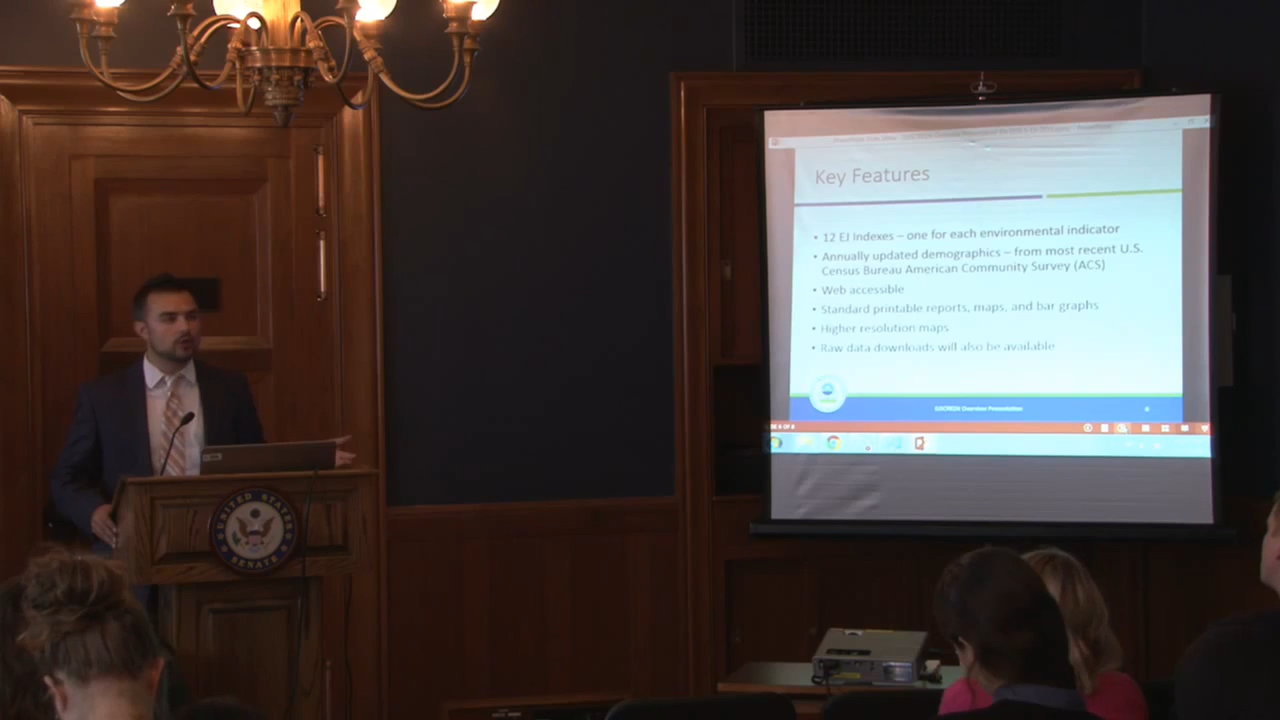 Key Features
• 12 EJ Indexes – one for each environmental indicator
• Annually updated demographics – from most recent U.S.
Census Bureau American Community Survey (ACS)
• Web accessible
• Standard printable reports, maps, and bar graphs
• Higher resolution maps
• Raw data downloads will also be available
EJSCREEN Overview Presentation
UNITED STATES
SENATE